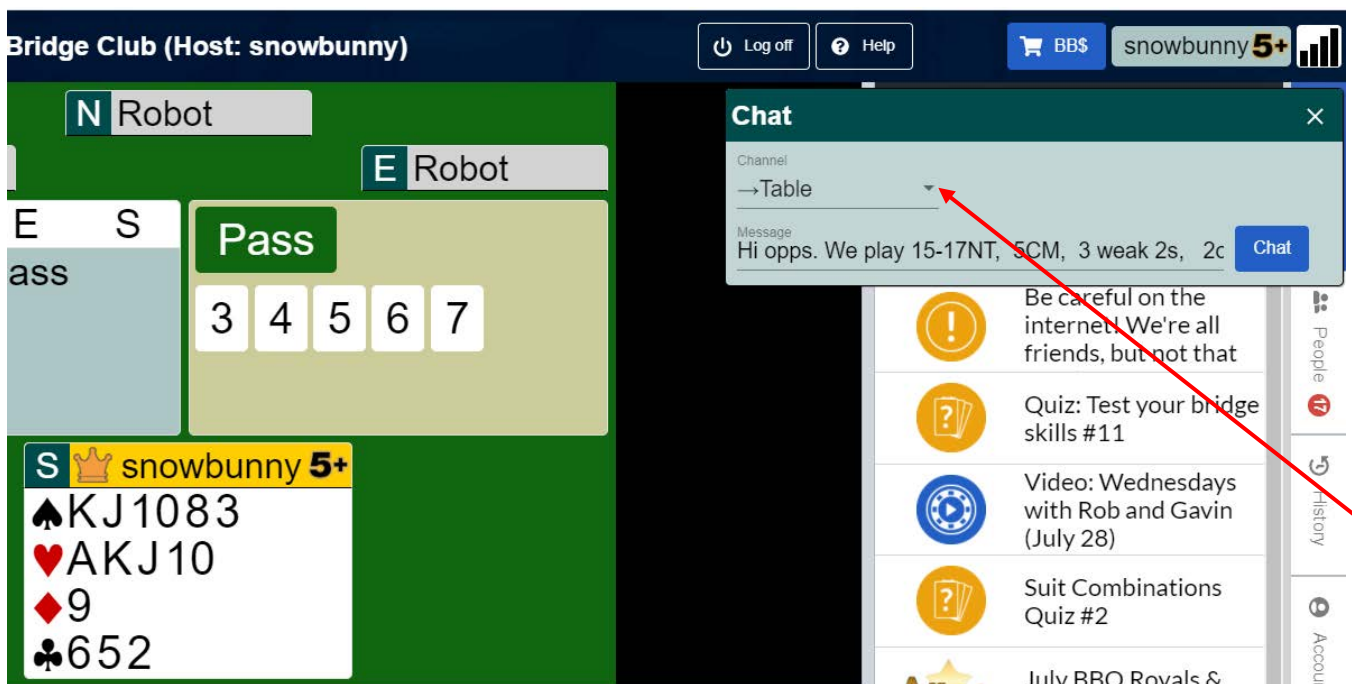 Bridge Club (Host: snowbunny)
Log off
Help
BB$
snowbunny 5+
N Robot
E Robot
E S
ass
Pass
3 4 5 6 7
S snowbunny 5+
♠KJ1083
♥AKJ10
♦9
♣652
Chat
Channel
→Table
Message
Hi opps. We play 15-17NT, 5CM, 3 weak 2s, 2c
Chat
Be careful on the
internet! We're all
friends, but not that
Quiz: Test your bridge
skills #11
Video: Wednesdays
with Rob and Gavin
(July 28)
Suit Combinations
Quiz #2
July BBO Royals &
People
17
History
Accoun